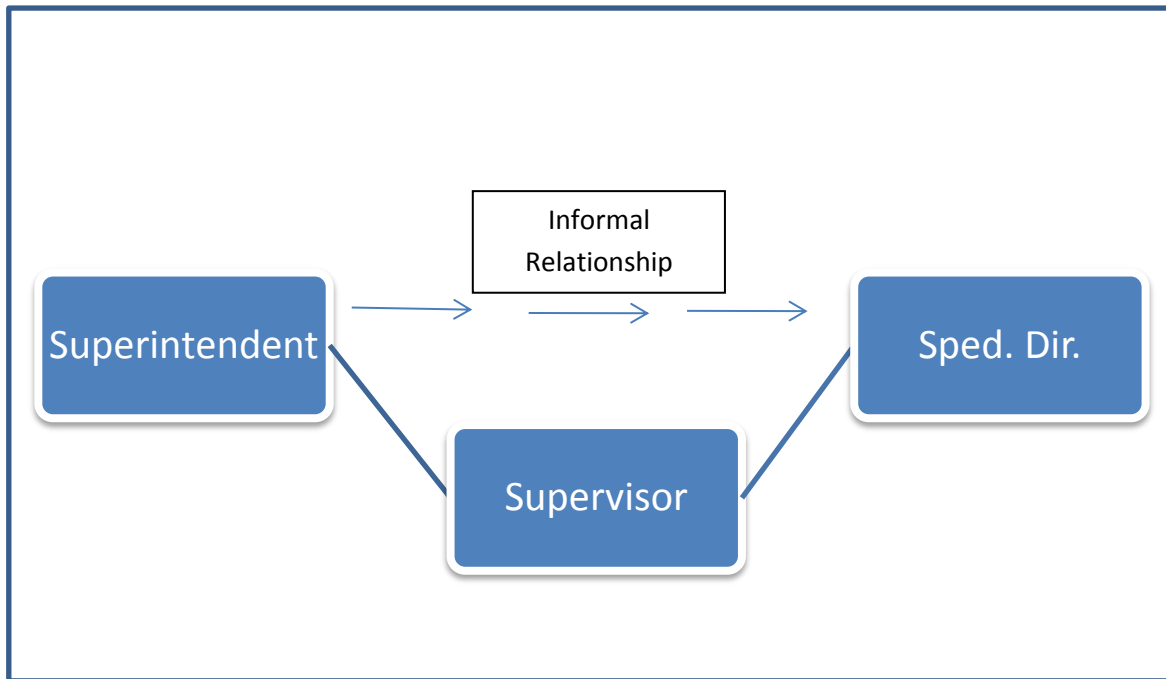 Informal
Relationship
Superintendent
Sped. Dir.
Supervisor